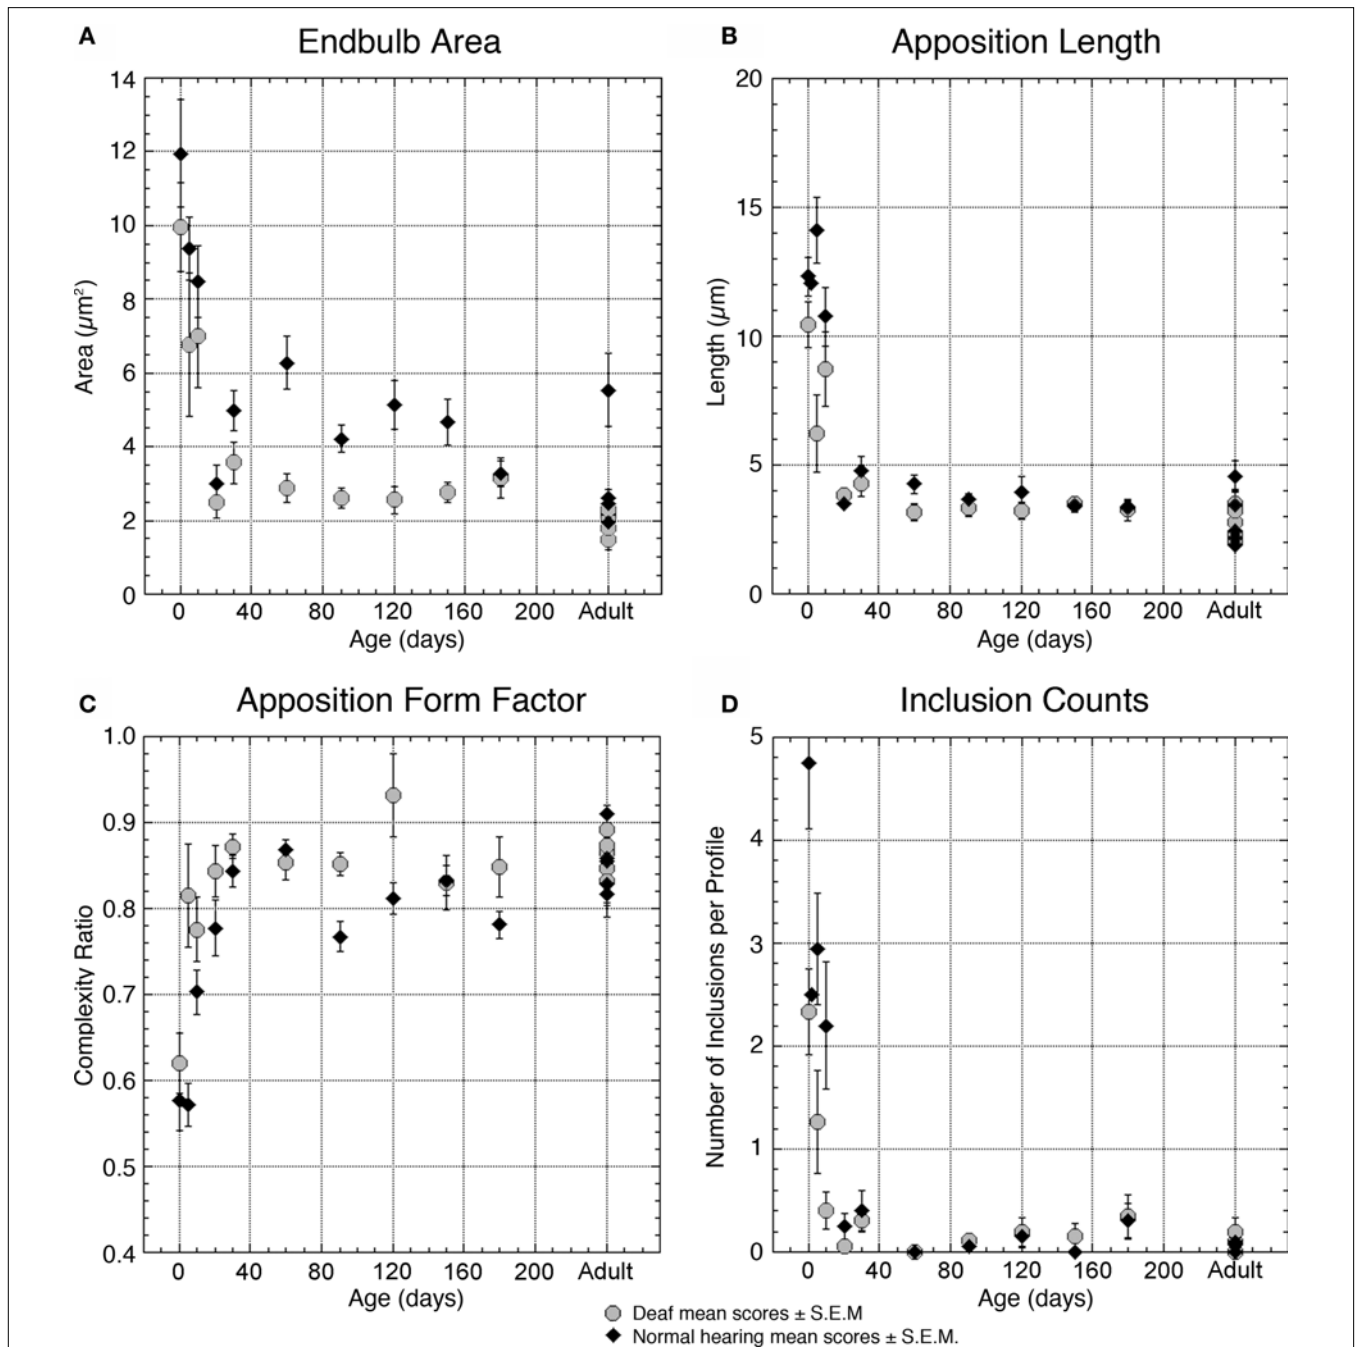 A
Endbulb Area
14
12
10
8
6
4
2
0
Area (µm²)
0 40 80 120 160 200 Adult
Age (days)
B
Apposition Length
20
15
10
5
0
Length (µm)
0 40 80 120 160 200 Adult
Age (days)
C
Apposition Form Factor
1.0
0.9
0.8
0.7
0.6
0.5
0.4
Complexity Ratio
0 40 80 120 160 200 Adult
Age (days)
D
Inclusion Counts
5
4
3
2
1
0
Number of Inclusions per Profile
0 40 80 120 160 200 Adult
Age (days)
Deaf mean scores ± S.E.M
Normal hearing mean scores ± S.E.M.